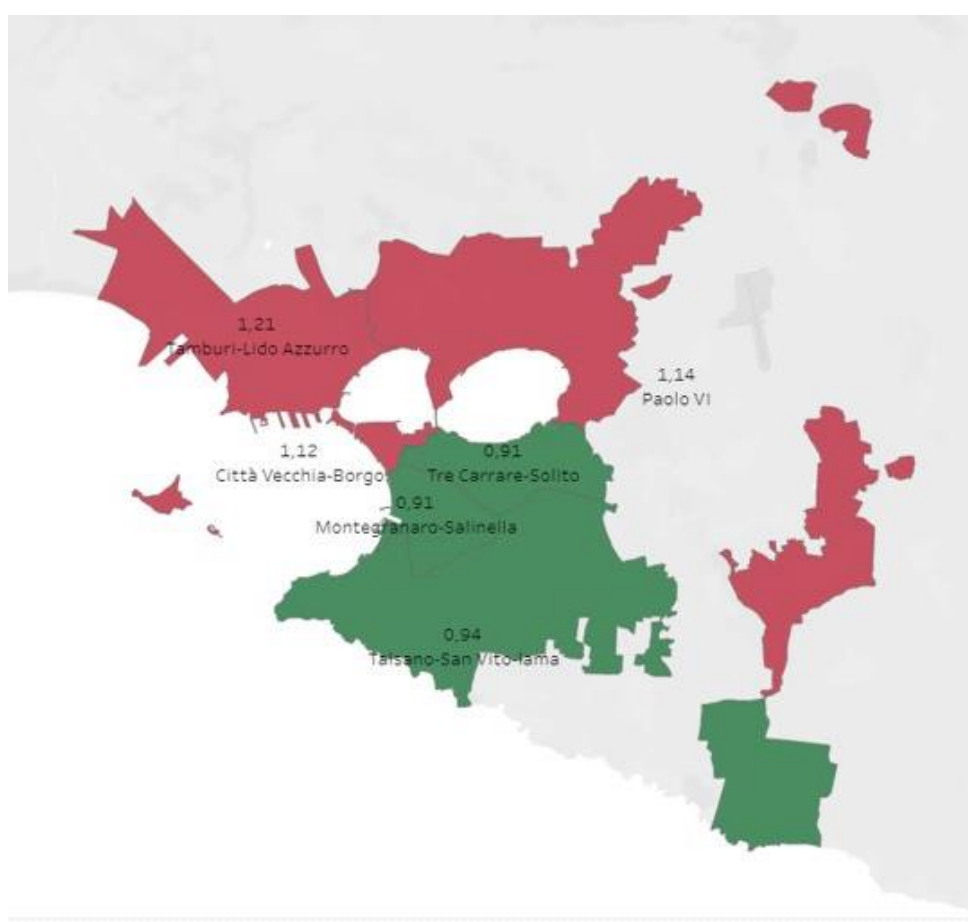 1,21
Tamburi-Lido Azzurro
1,14
Paolo VI
1,12
Città Vecchia-Borgo
0,91
Tre Carrare-Solito
0,91
Montegranaro-Salinella
0,94
Talsano-San Vito-lama